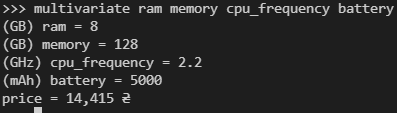 >>> multivariate ram memory cpu_frequency battery
(GB) ram = 8
(GB) memory = 128
(GHz) cpu_frequency = 2.2
(mAh) battery = 5000
price = 14,415 ₴